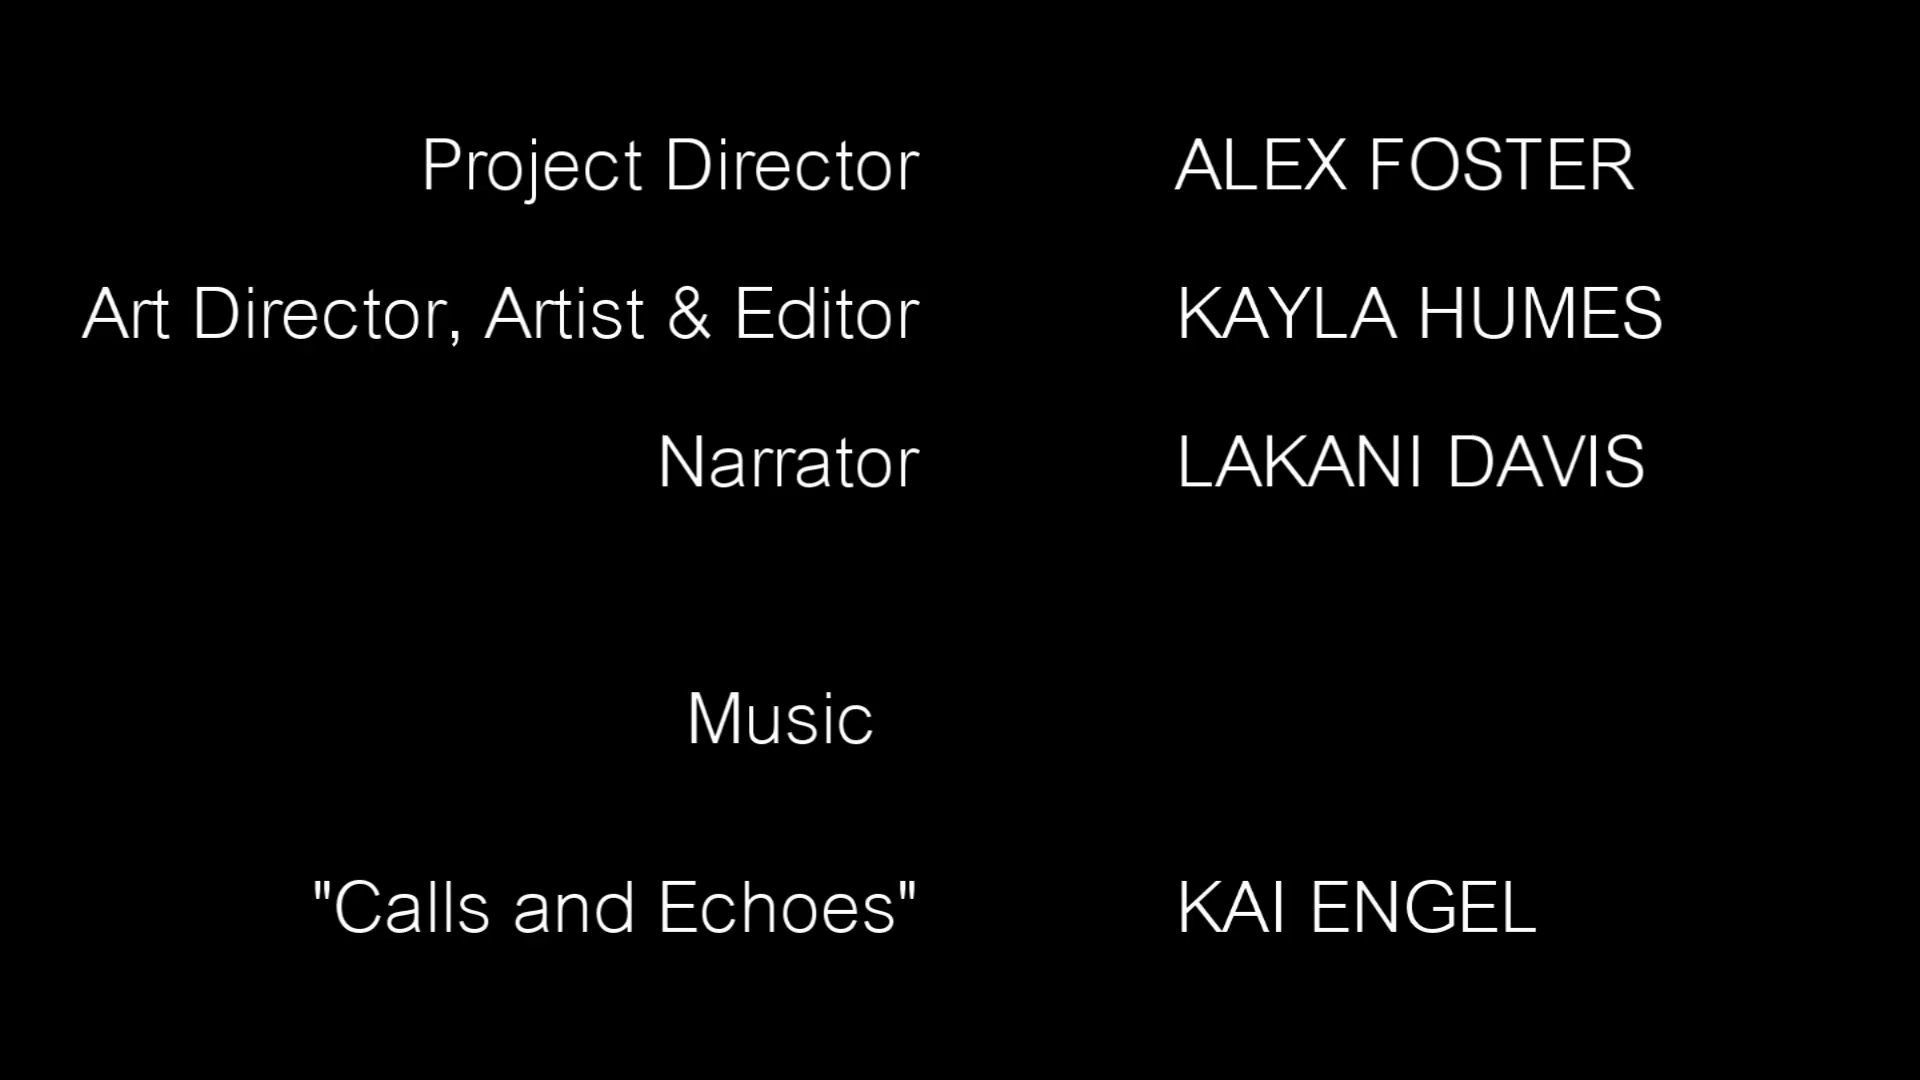 Project Director ALEX FOSTER
Art Director, Artist & Editor KAYLA HUMES
Narrator LAKANI DAVIS
Music
"Calls and Echoes" KAI ENGEL